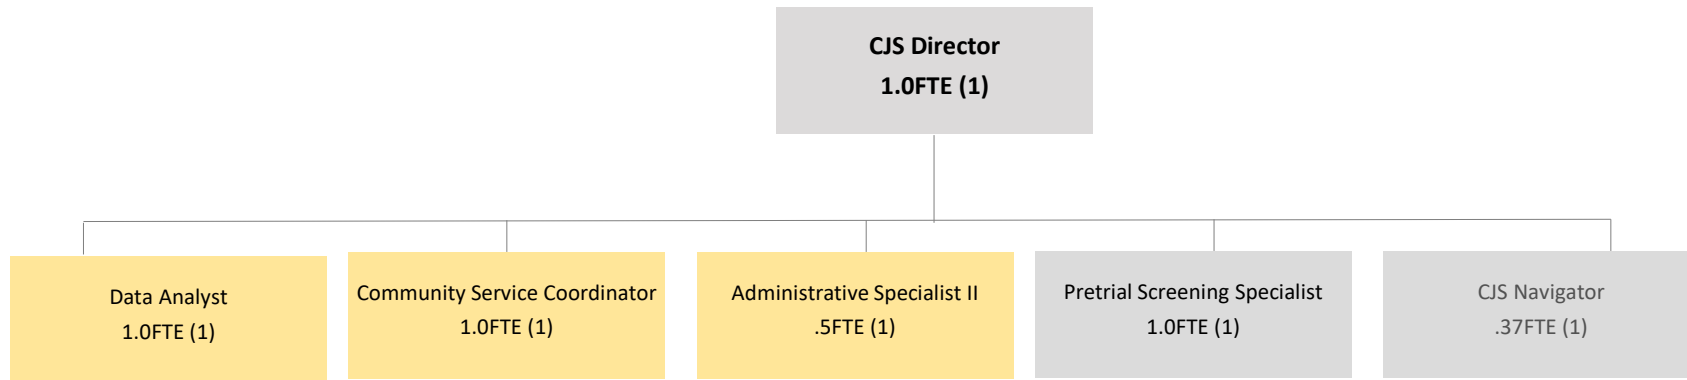 CJS Director
1.0FTE (1)
Data Analyst
1.0FTE (1)
Community Service Coordinator
1.0FTE (1)
Administrative Specialist II
.5FTE (1)
Pretrial Screening Specialist
1.0FTE (1)
CJS Navigator
.37FTE (1)